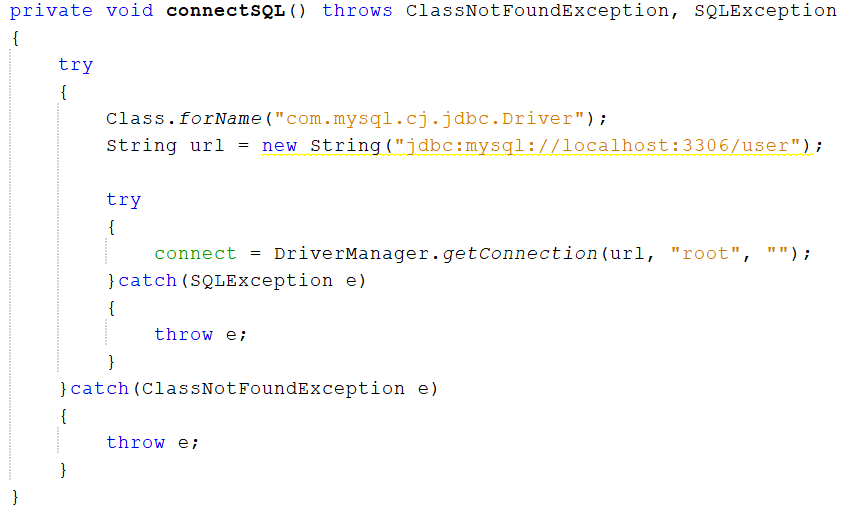 private void connectSQL() throws ClassNotFoundException, SQLException
{
    try
    {
        Class.forName("com.mysql.cj.jdbc.Driver");
        String url = new String("jdbc:mysql://localhost:3306/user");

        try
        {
            connect = DriverManager.getConnection(url, "root", "");
        }catch(SQLException e)
        {
            throw e;
        }
    }catch(ClassNotFoundException e)
    {
        throw e;
    }
}